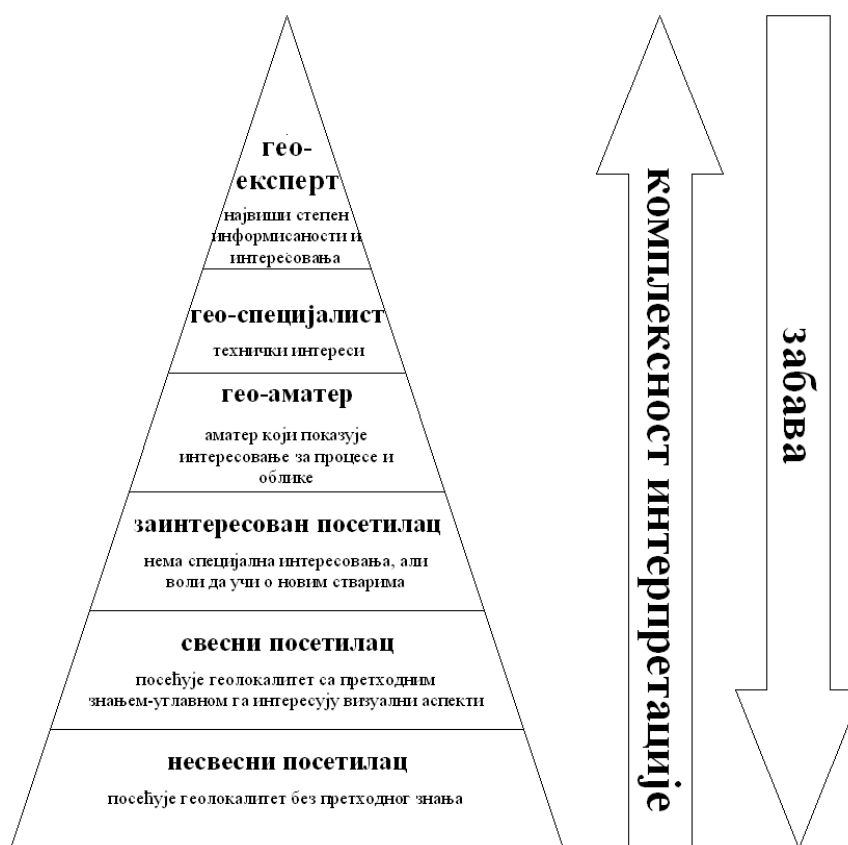 гео-
експерт
највиши степен
информисаности и
интересовања
гео-специјалист
технички интереси
гео-аматер
аматер који показује
интересовање за процесе и
облике
заинтересован посетилац
нема специјална интересовања, али
воли да учи о новим стварима
свесни посетилац
посећује геолокалитет са претходним
знањем-углавном га интересују визуални аспекти
несвесни посетилац
посећује геолокалитет без претходног знања
комплексност интерпретације
забава